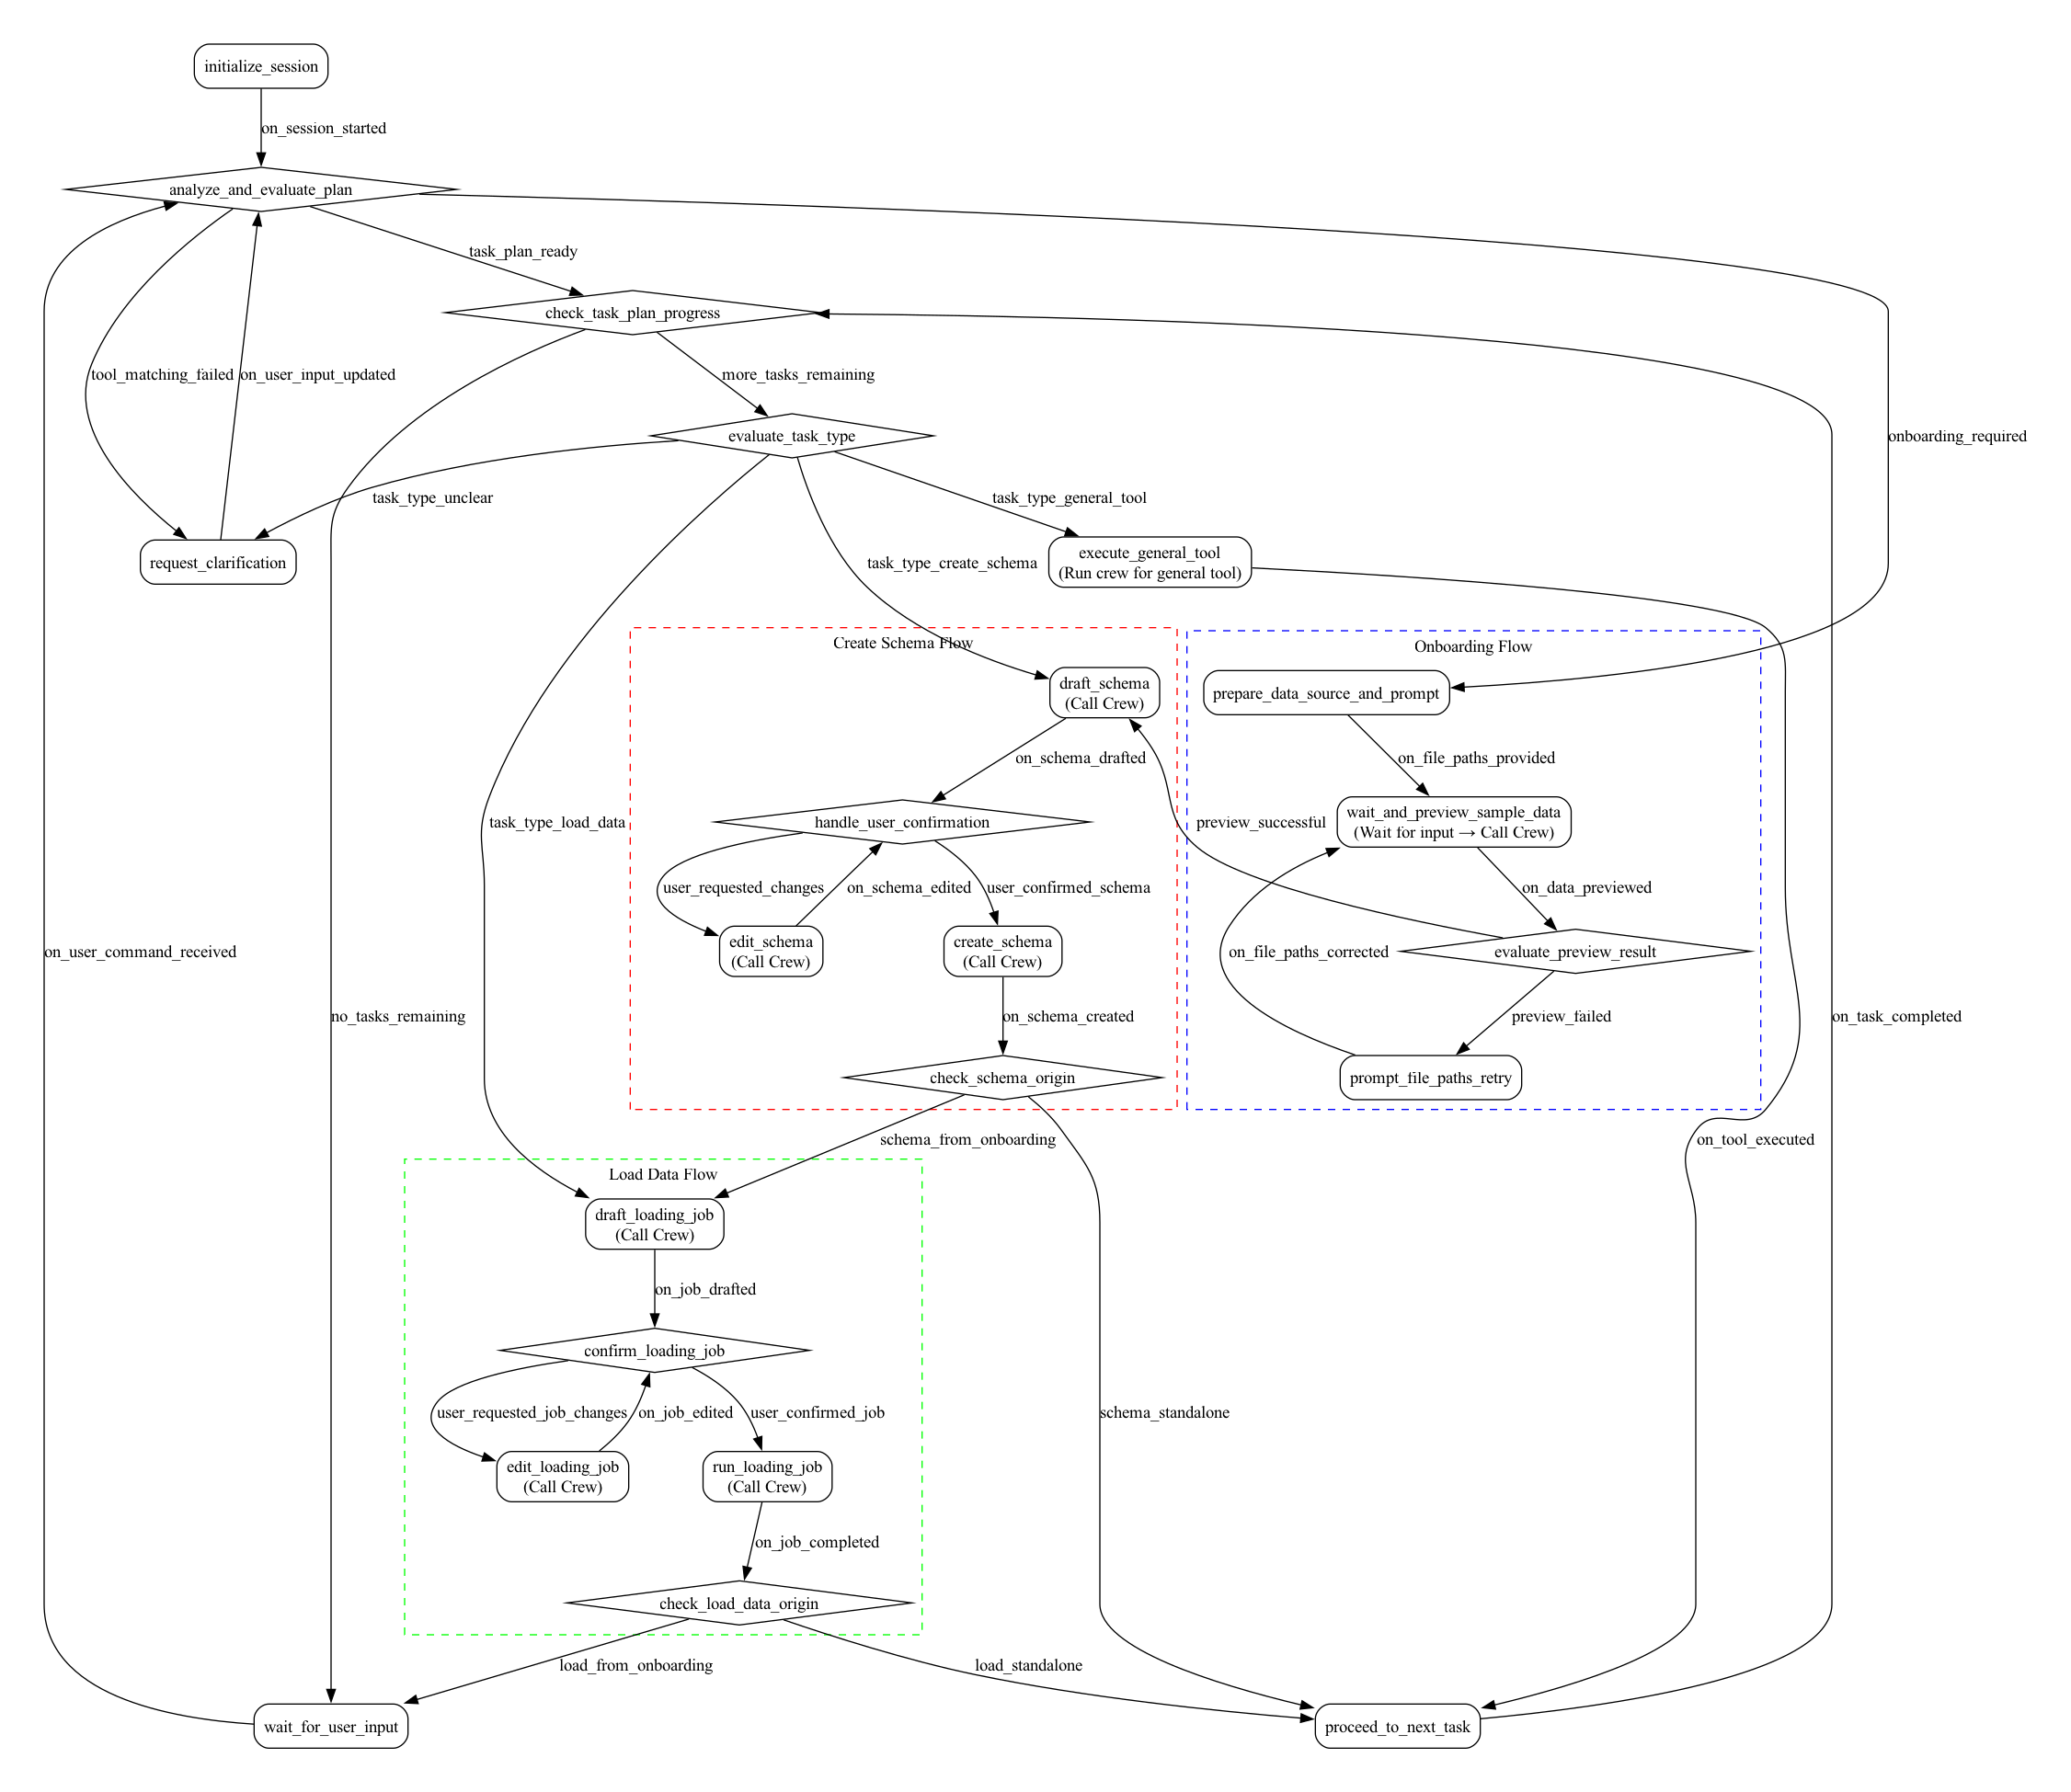 initialize_session
on_session_started
analyze_and_evaluate_plan
task_plan_ready
check_task_plan_progress
tool_matching_failed
on_user_input_updated
more_tasks_remaining
evaluate_task_type
onboarding_required
task_type_unclear
task_type_general_tool
request_clarification
task_type_create_schema
execute_general_tool
(Run crew for general tool)
Create Schema Flow
Onboarding Flow
draft_schema
(Call Crew)
prepare_data_source_and_prompt
on_schema_drafted
on_file_paths_provided
task_type_load_data
handle_user_confirmation
preview_successful
wait_and_preview_sample_data
(Wait for input → Call Crew)
user_requested_changes
on_schema_edited
user_confirmed_schema
on_data_previewed
on_user_command_received
edit_schema
(Call Crew)
create_schema
(Call Crew)
on_file_paths_corrected
evaluate_preview_result
no_tasks_remaining
on_schema_created
preview_failed
on_task_completed
check_schema_origin
prompt_file_paths_retry
schema_from_onboarding
on_tool_executed
Load Data Flow
draft_loading_job
(Call Crew)
on_job_drafted
confirm_loading_job
user_requested_job_changes
on_job_edited
user_confirmed_job
schema_standalone
edit_loading_job
(Call Crew)
run_loading_job
(Call Crew)
on_job_completed
check_load_data_origin
load_from_onboarding
load_standalone
wait_for_user_input
proceed_to_next_task